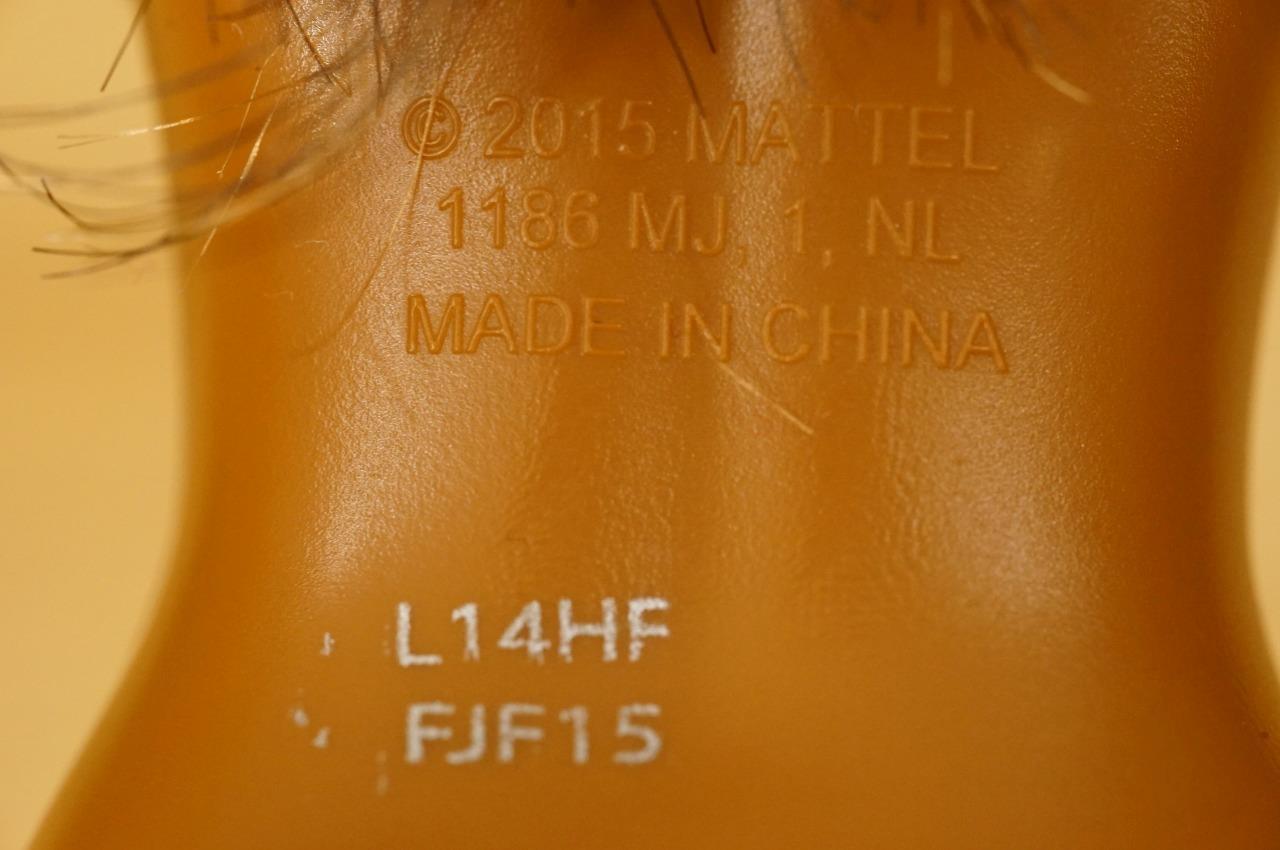 © 2015 MATTEL
1186 MJ, 1, NL
MADE IN CHINA
L14HF
FJF15